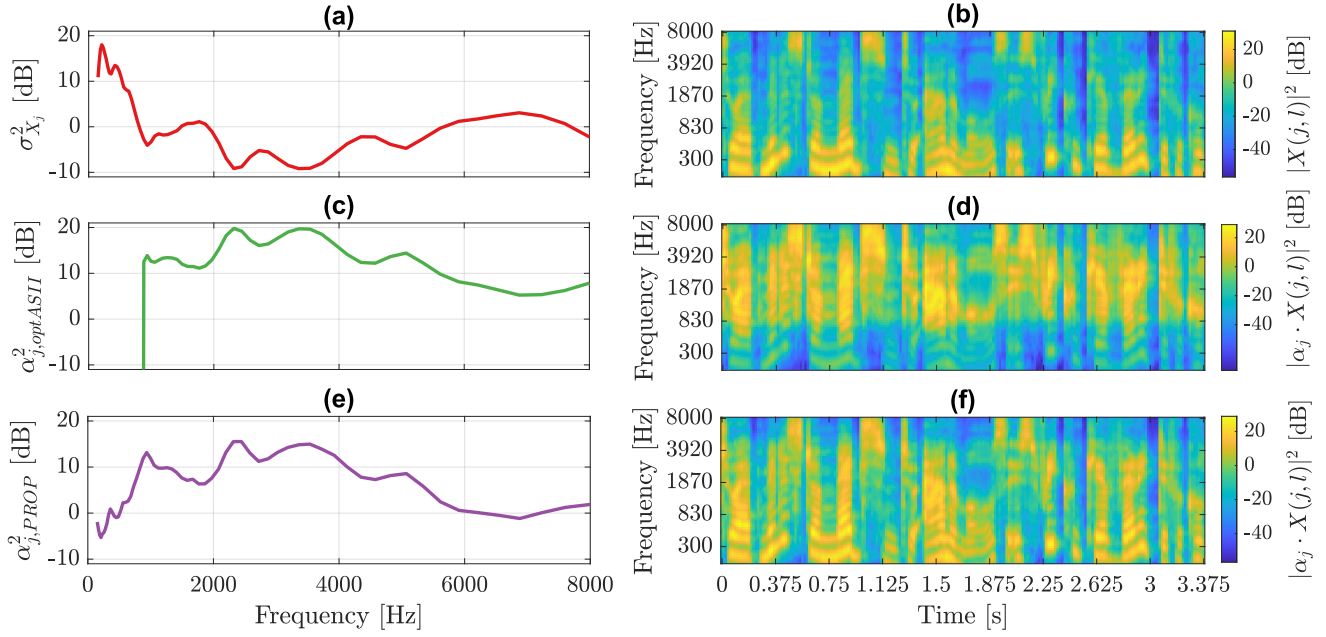 (a)
20
10
0
-10
σ²_{X_j} [dB]
(b)
8000
3920
1870
830
300
Frequency [Hz]
20
0
-20
-40
|X(j, l)|² [dB]
(c)
20
10
0
-10
α²_{j,optASII} [dB]
(d)
8000
3920
1870
830
300
Frequency [Hz]
20
0
-20
-40
|α_j · X(j, l)|² [dB]
(e)
20
10
0
-10
α²_{j,PROP} [dB]
0 2000 4000 6000 8000
Frequency [Hz]
(f)
8000
3920
1870
830
300
Frequency [Hz]
0 0.375 0.75 1.125 1.5 1.875 2.25 2.625 3 3.375
Time [s]
20
0
-20
-40
-60
|α_j · X(j, l)|² [dB]